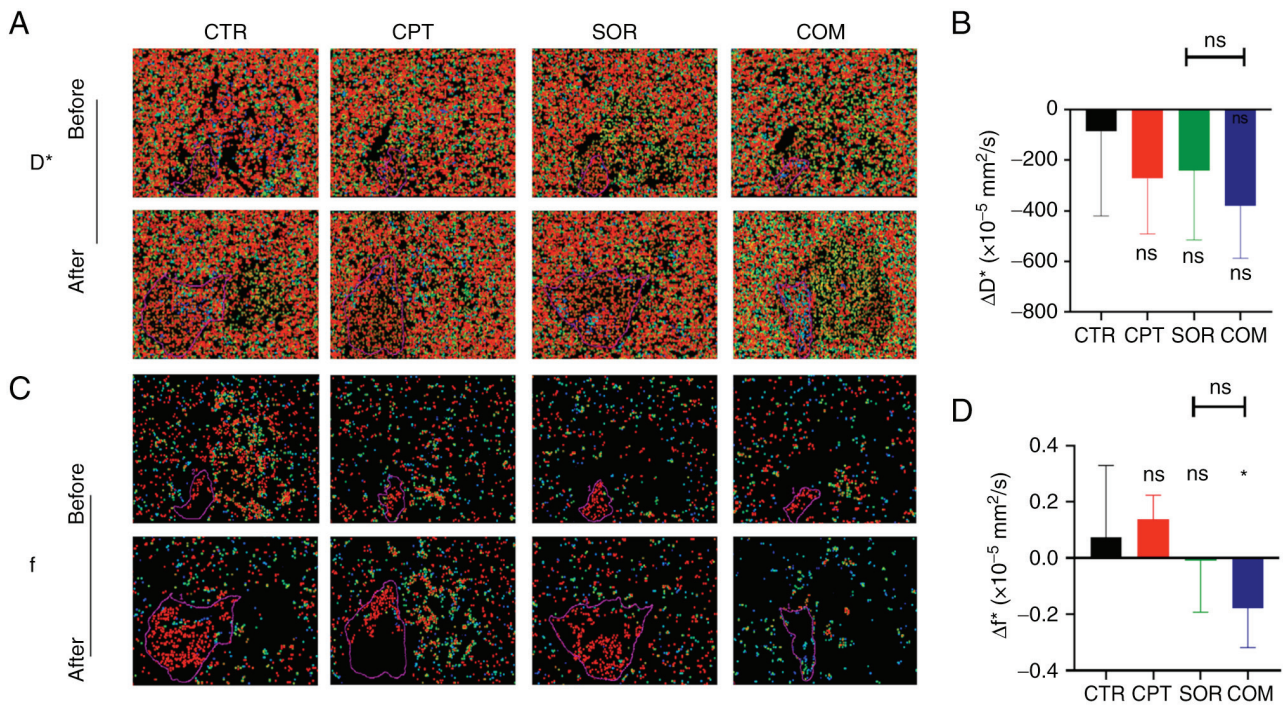 A
CTR CPT SOR COM
Before
D*
After
B
ns
0
−200
−400
−600
−800
ΔD* (×10⁻⁵ mm²/s)
ns
ns ns ns
CTR CPT SOR COM
C
Before
f
After
D
ns
0.4
0.2
0.0
−0.2
−0.4
Δf* (×10⁻⁵ mm²/s)
ns ns *
CTR CPT SOR COM